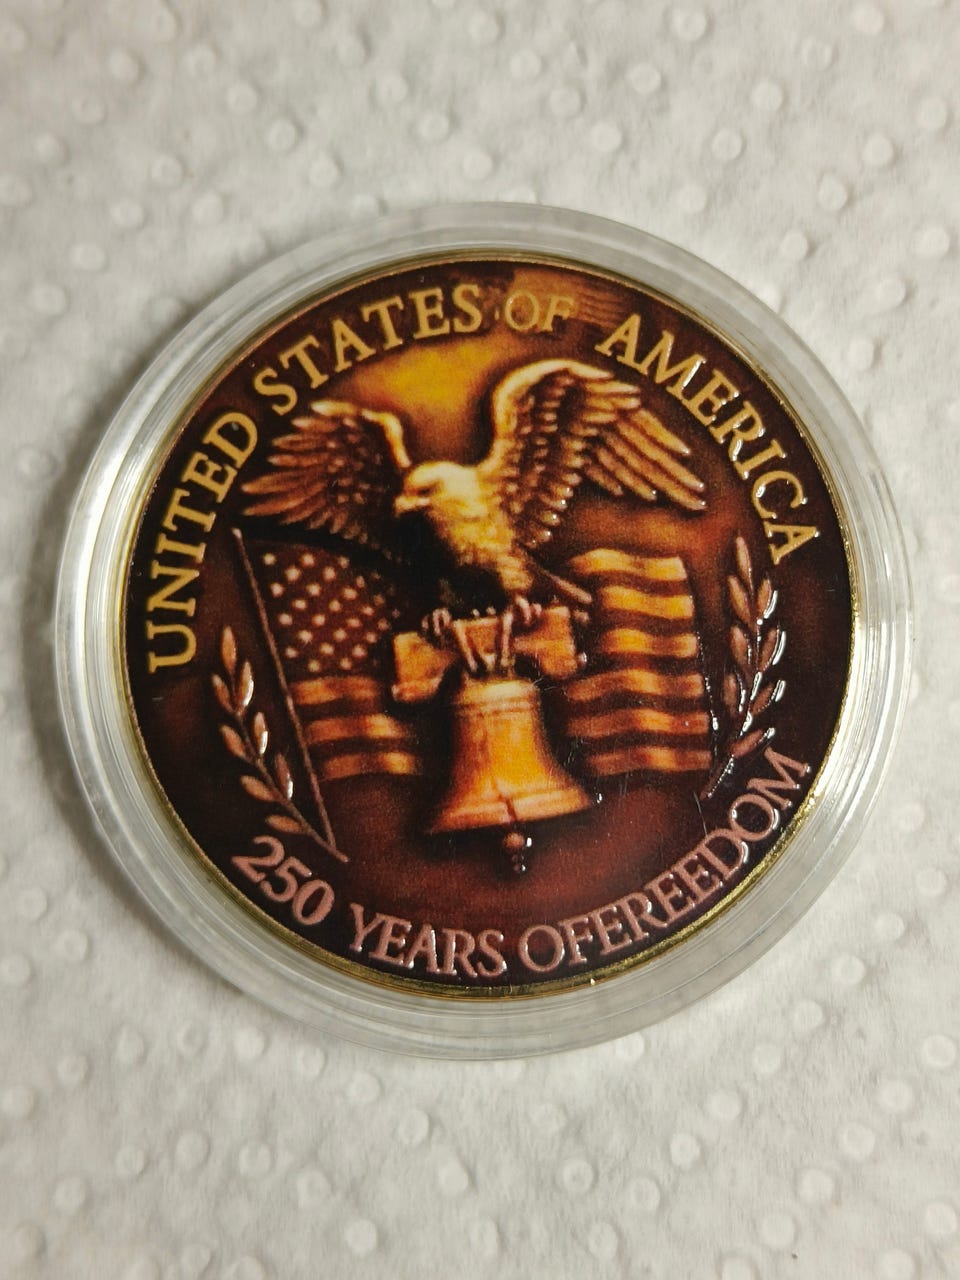 UNITED STATES OF AMERICA
250 YEARS OFEREEDOM